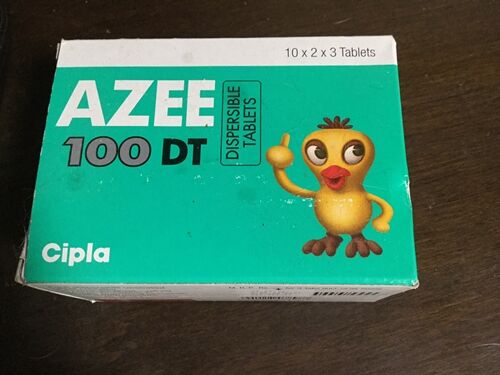 10 x 2 x 3 Tablets
AZEE
100 DT
DISPERSIBLE
TABLETS
Cipla